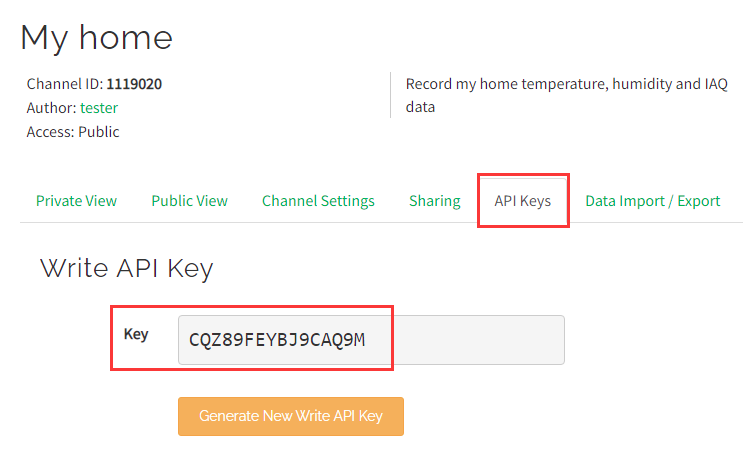 My home
Channel ID: 1119020
Author: tester
Access: Public
Record my home temperature, humidity and IAQ
data
Private View Public View Channel Settings Sharing API Keys Data Import / Export
Write API Key
Key CQZ89FEYBJ9CAQ9M
Generate New Write API Key